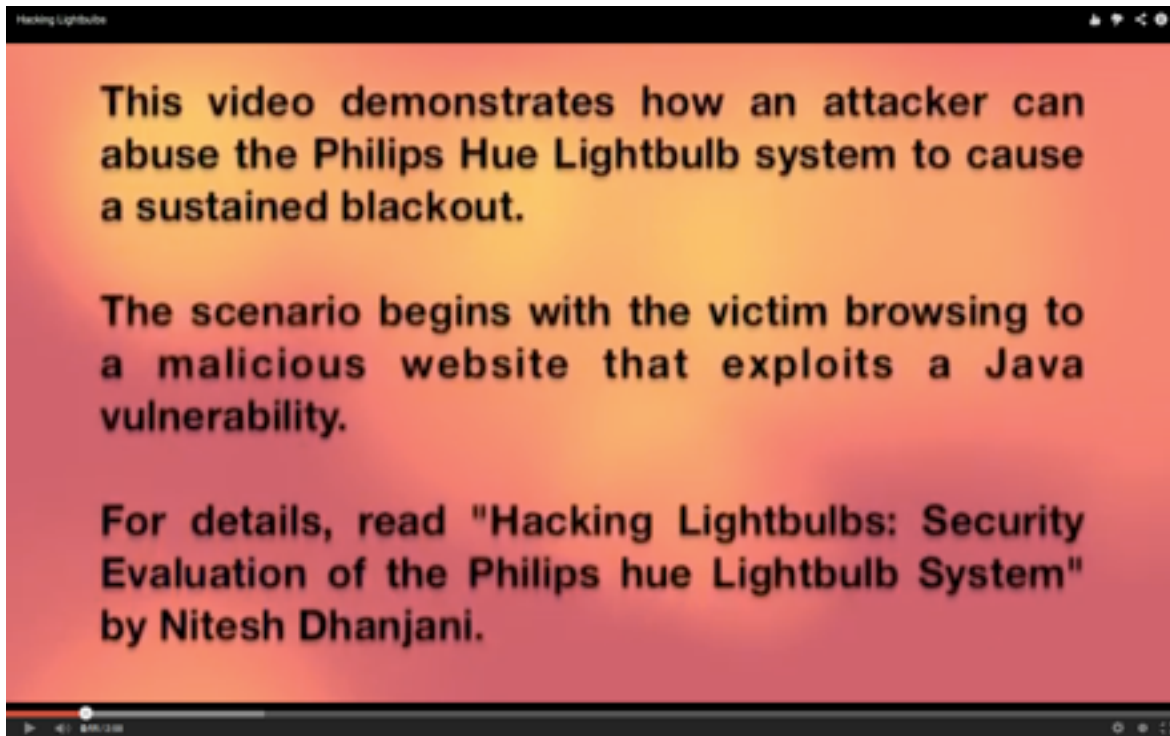 Hacking Lightbulbs
This video demonstrates how an attacker can
abuse the Philips Hue Lightbulb system to cause
a sustained blackout.
The scenario begins with the victim browsing to
a malicious website that exploits a Java
vulnerability.
For details, read "Hacking Lightbulbs: Security
Evaluation of the Philips hue Lightbulb System"
by Nitesh Dhanjani.